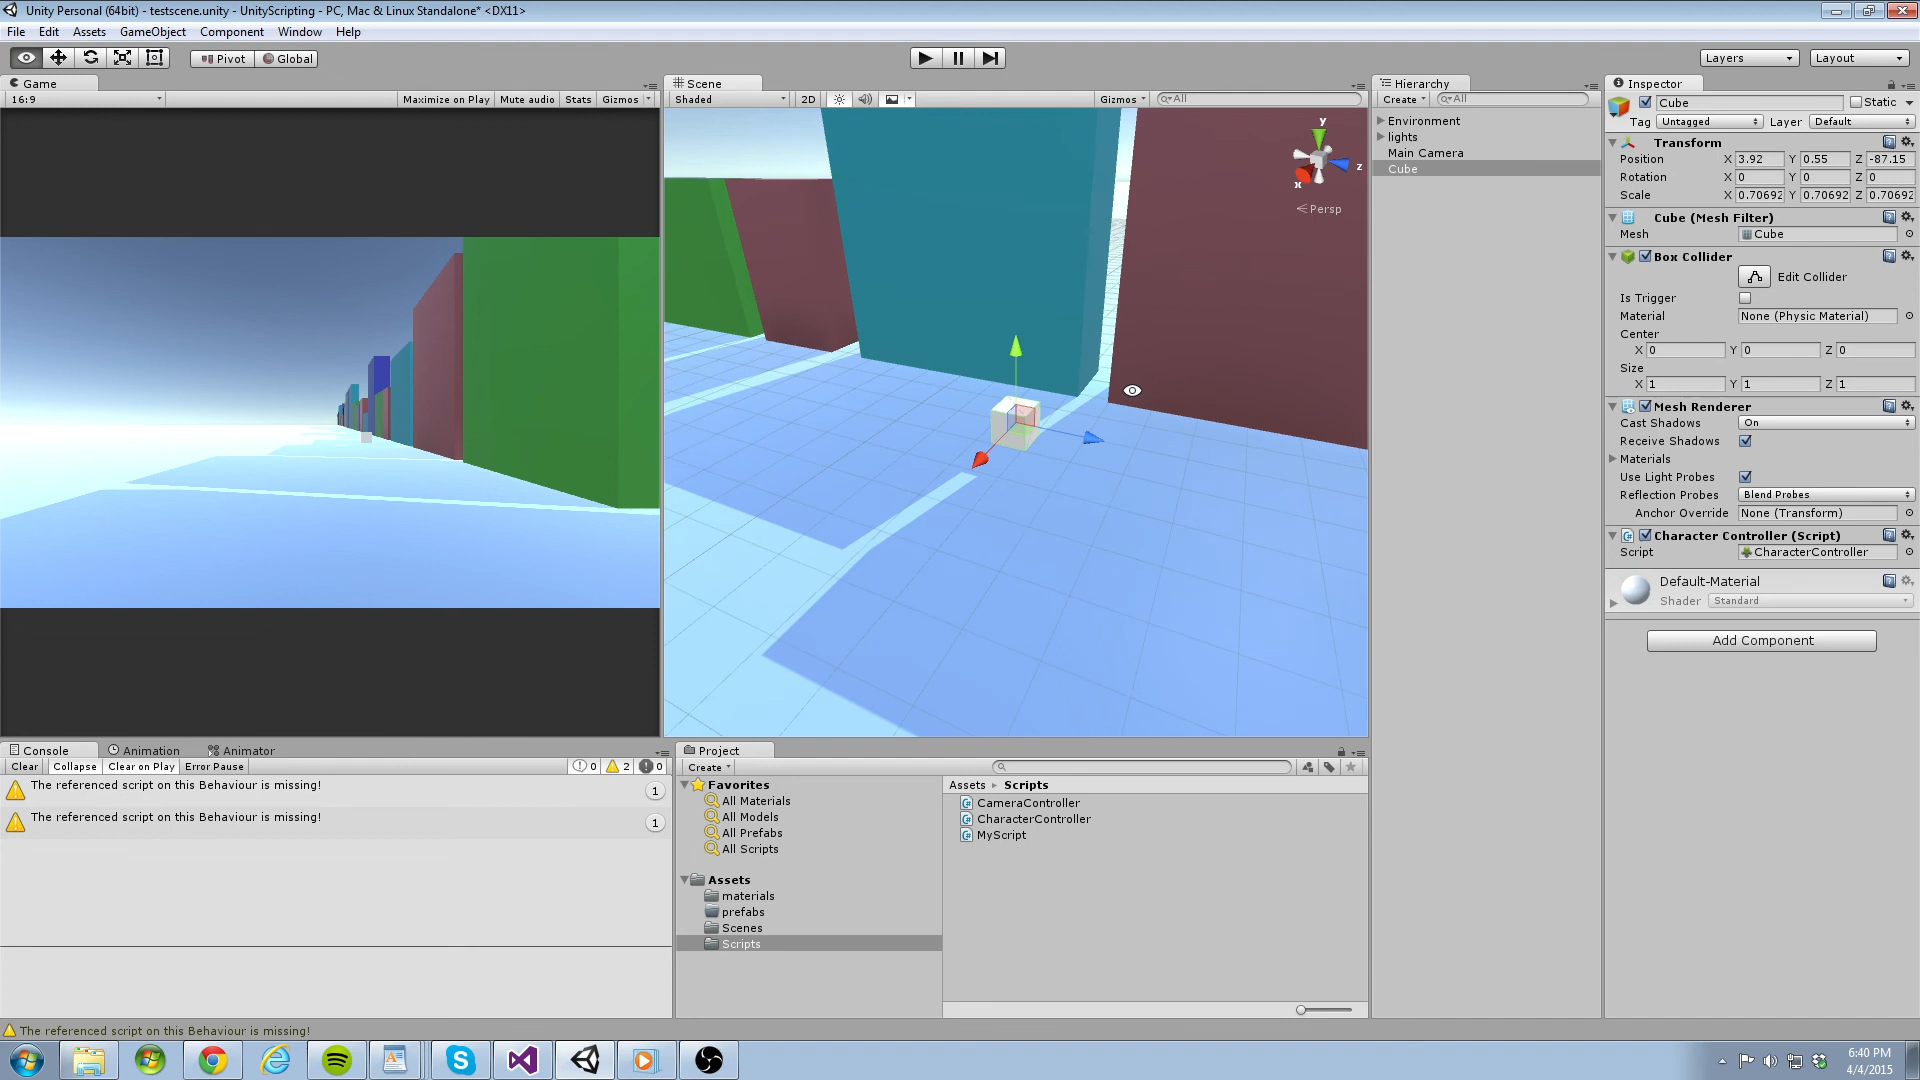 Unity Personal (64bit) - testscene.unity - UnityScripting - PC, Mac & Linux Standalone* <DX11>
File Edit Assets GameObject Component Window Help
Pivot Global Layers Layout
Game
16:9 Maximize on Play Mute audio Stats Gizmos
Scene
Shaded 2D Gizmos All
y
z
x
Persp
Hierarchy
Create All
Environment
lights
Main Camera
Cube
Inspector
Cube Static
Tag Untagged Layer Default
Transform
Position X 3.92 Y 0.55 Z -87.15
Rotation X 0 Y 0 Z 0
Scale X 0.70692 Y 0.70692 Z 0.70692
Cube (Mesh Filter)
Mesh Cube
Box Collider
Edit Collider
Is Trigger
Material None (Physic Material)
Center
X 0 Y 0 Z 0
Size
X 1 Y 1 Z 1
Mesh Renderer
Cast Shadows On
Receive Shadows
Materials
Use Light Probes
Reflection Probes Blend Probes
Anchor Override None (Transform)
Character Controller (Script)
Script CharacterController
Default-Material
Shader Standard
Add Component
Console Animation Animator
Clear Collapse Clear on Play Error Pause 0 2 0
The referenced script on this Behaviour is missing! 1
The referenced script on this Behaviour is missing! 1
Project
Create
Favorites
All Materials
All Models
All Prefabs
All Scripts
Assets
materials
prefabs
Scenes
Scripts
Assets Scripts
CameraController
CharacterController
MyScript
The referenced script on this Behaviour is missing!
6:40 PM
4/4/2015